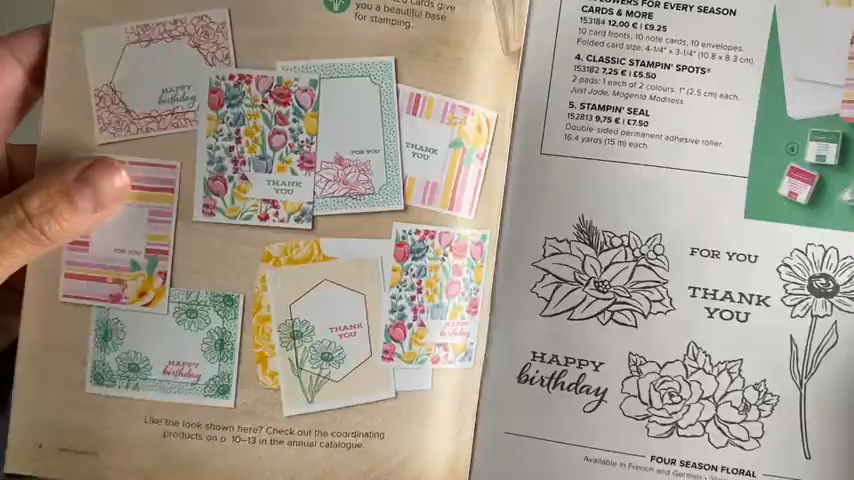 cards give
you a beautiful base
for stamping.
HAPPY
birthday
THANK
YOU
FOR YOU
THANK
YOU
FOR YOU
HAPPY
birthday
THANK
YOU
HAPPY
birthday
Like the look shown here? Check out the coordinating
products on p 10–13 in the annual catalogue.
FOR EVERY SEASON
CARDS & MORE
153184 12,00 € | £9.25
10 card fronts, 10 note cards, 10 envelopes.
Folded card size: 4-1/4" x 3-1/4" (10.8 x 8.3 cm).
4. CLASSIC STAMPIN' SPOTS®
153182 7,25 € | £5.50
2 pads: 1 each of 2 colours. 1" (2.5 cm) each.
Just Jade, Magenta Madness
5. STAMPIN' SEAL
152813 9,75 € | £7.50
Double-sided permanent adhesive roller.
16.4 yards (15 m) each.
4
FOR YOU
THANK
YOU
HAPPY
birthday
FOUR SEASON FLORAL
Available in French and German